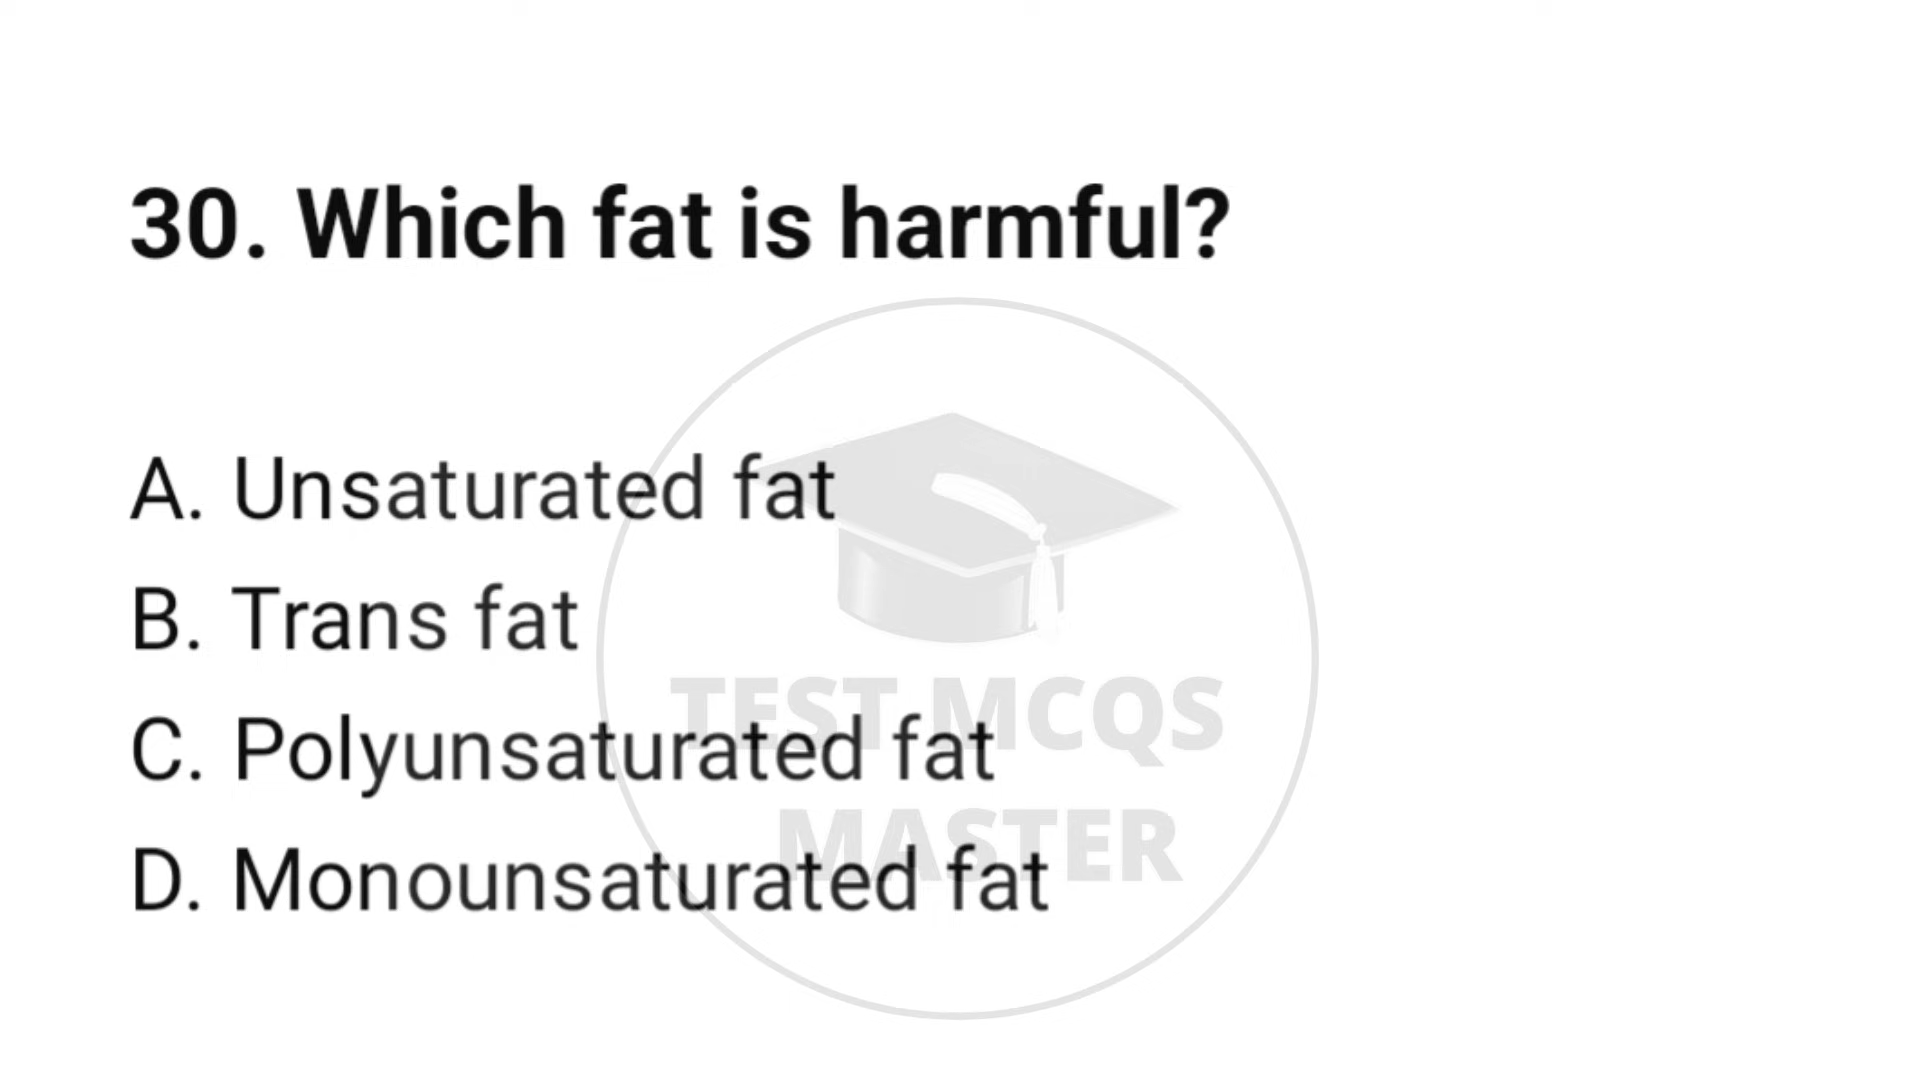 30. Which fat is harmful?
A. Unsaturated fat
B. Trans fat
C. Polyunsaturated fat
D. Monounsaturated fat
TEST MCQS
MASTER